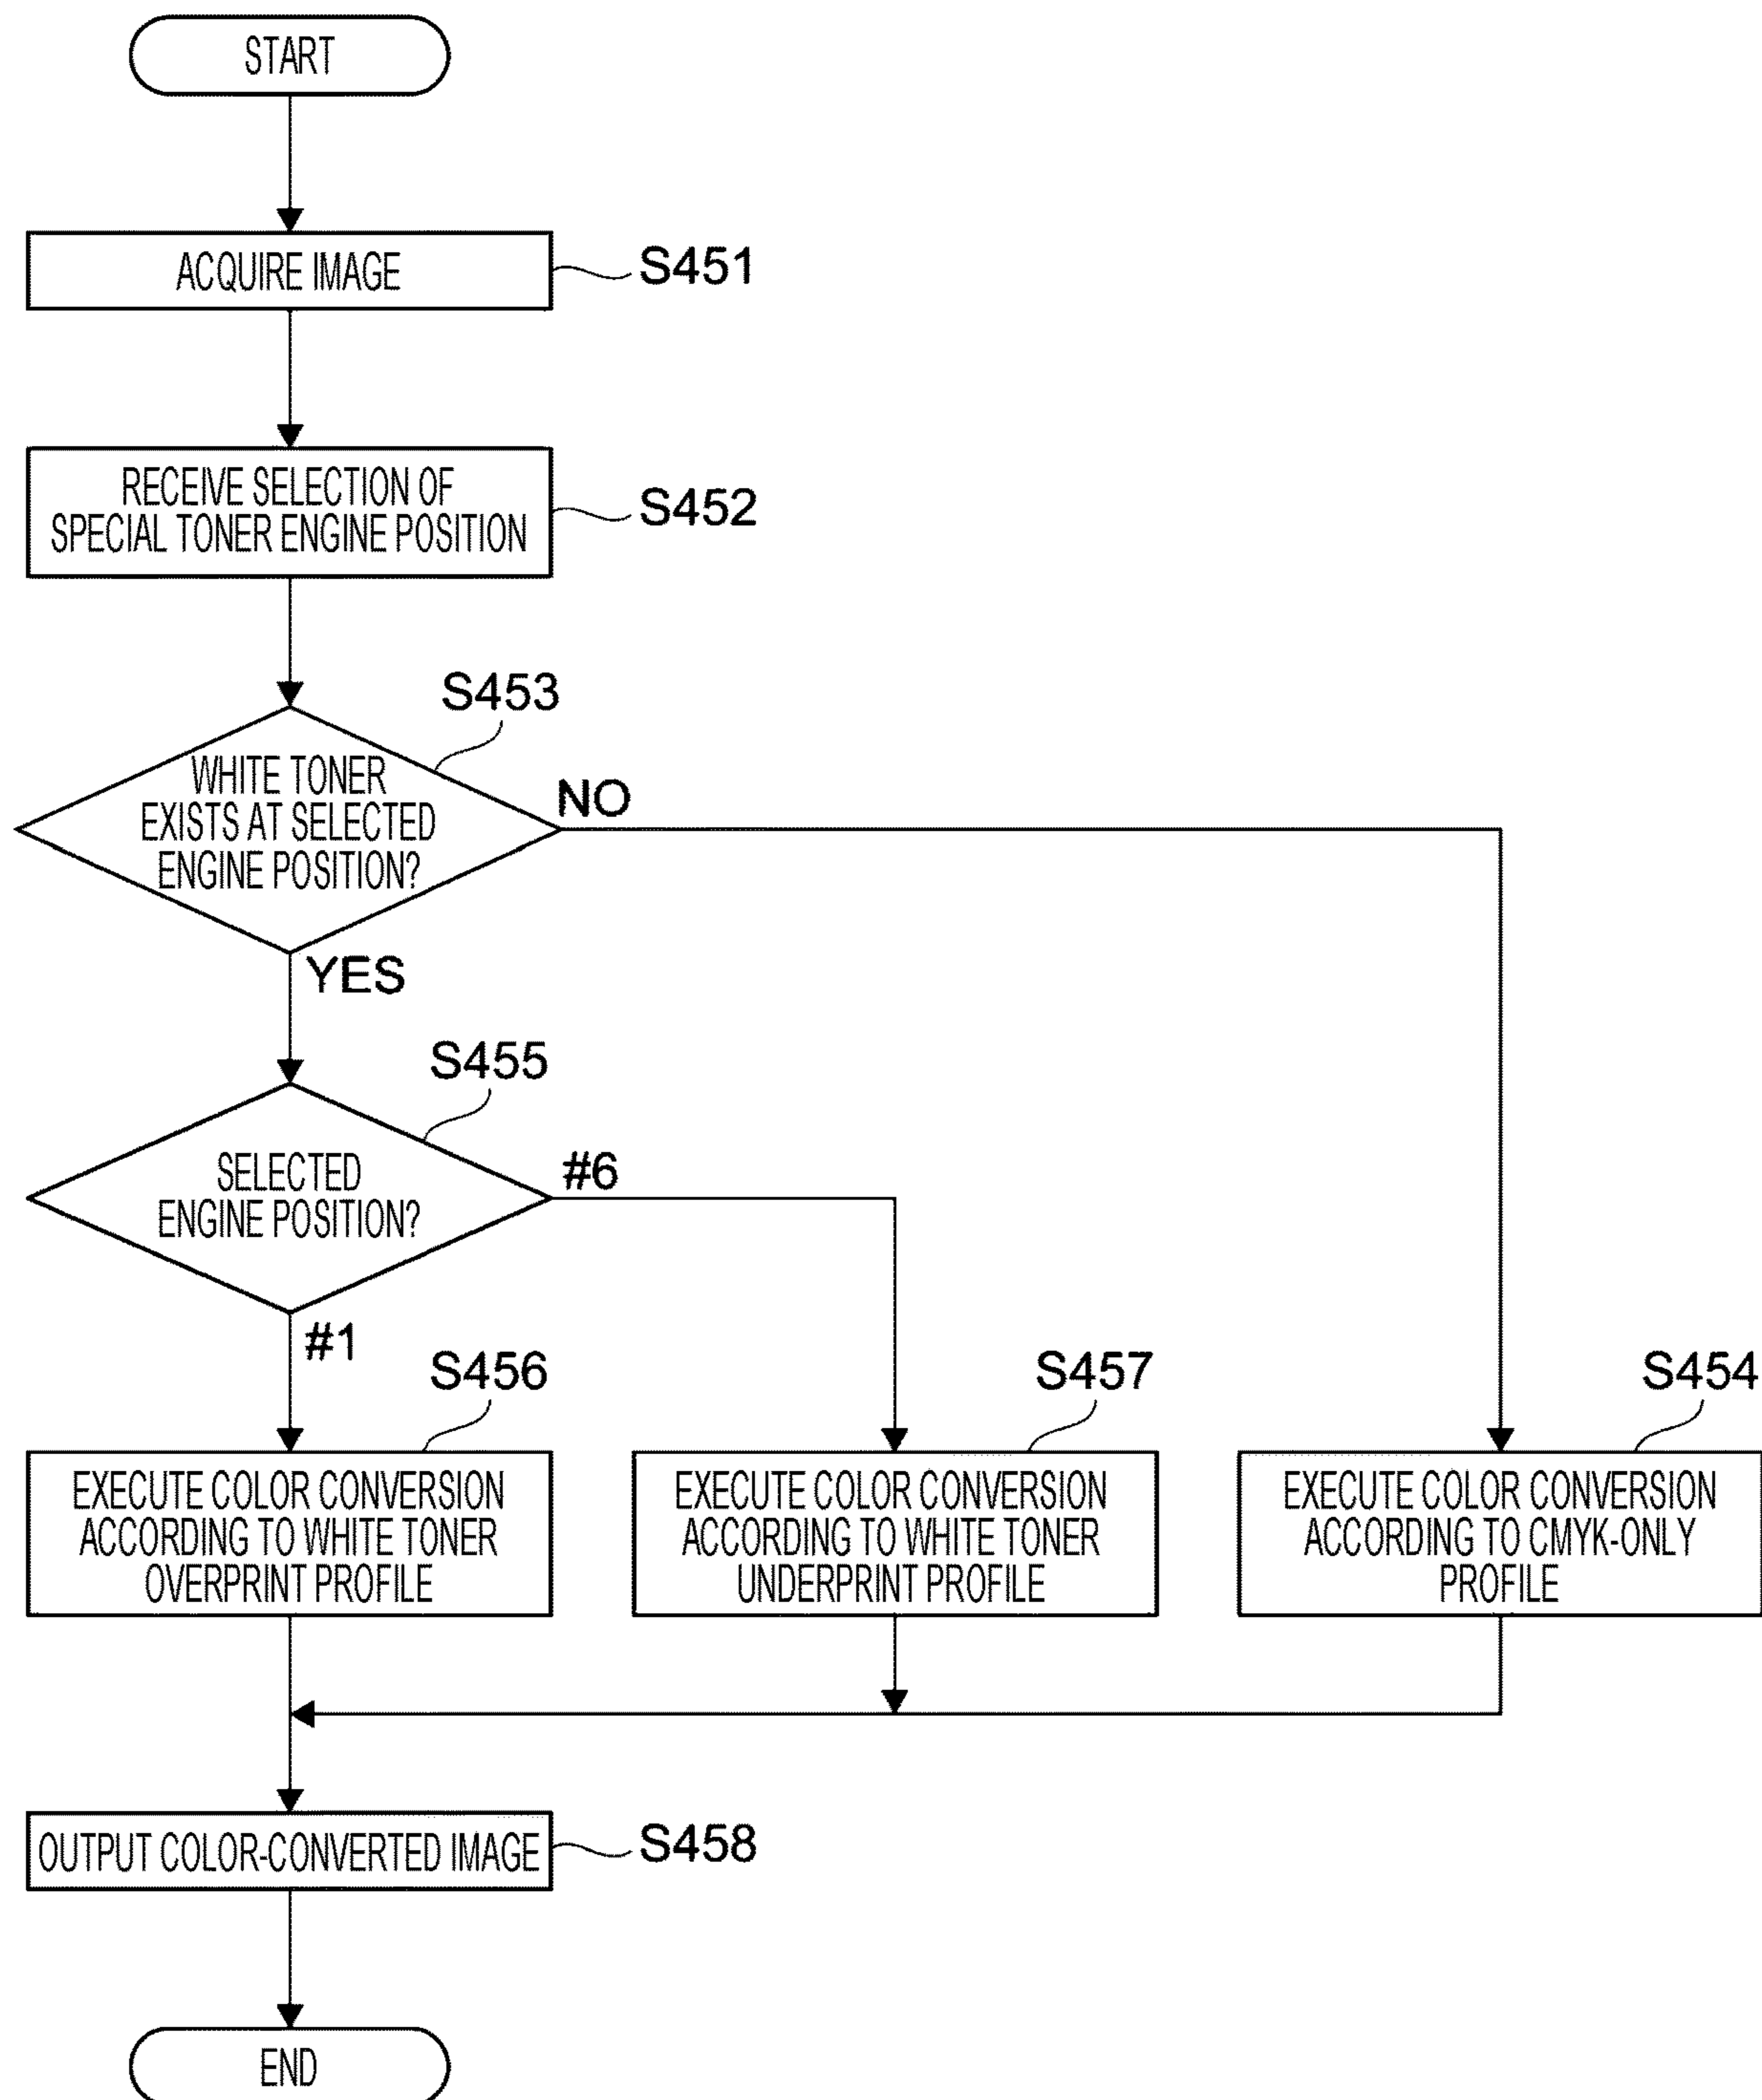 START
ACQUIRE IMAGE
S451
RECEIVE SELECTION OF
SPECIAL TONER ENGINE POSITION
S452
S453
WHITE TONER
EXISTS AT SELECTED
ENGINE POSITION?
NO
YES
S455
SELECTED
ENGINE POSITION?
#6
#1
S456
EXECUTE COLOR CONVERSION
ACCORDING TO WHITE TONER
OVERPRINT PROFILE
S457
EXECUTE COLOR CONVERSION
ACCORDING TO WHITE TONER
UNDERPRINT PROFILE
S454
EXECUTE COLOR CONVERSION
ACCORDING TO CMYK-ONLY
PROFILE
OUTPUT COLOR-CONVERTED IMAGE
S458
END